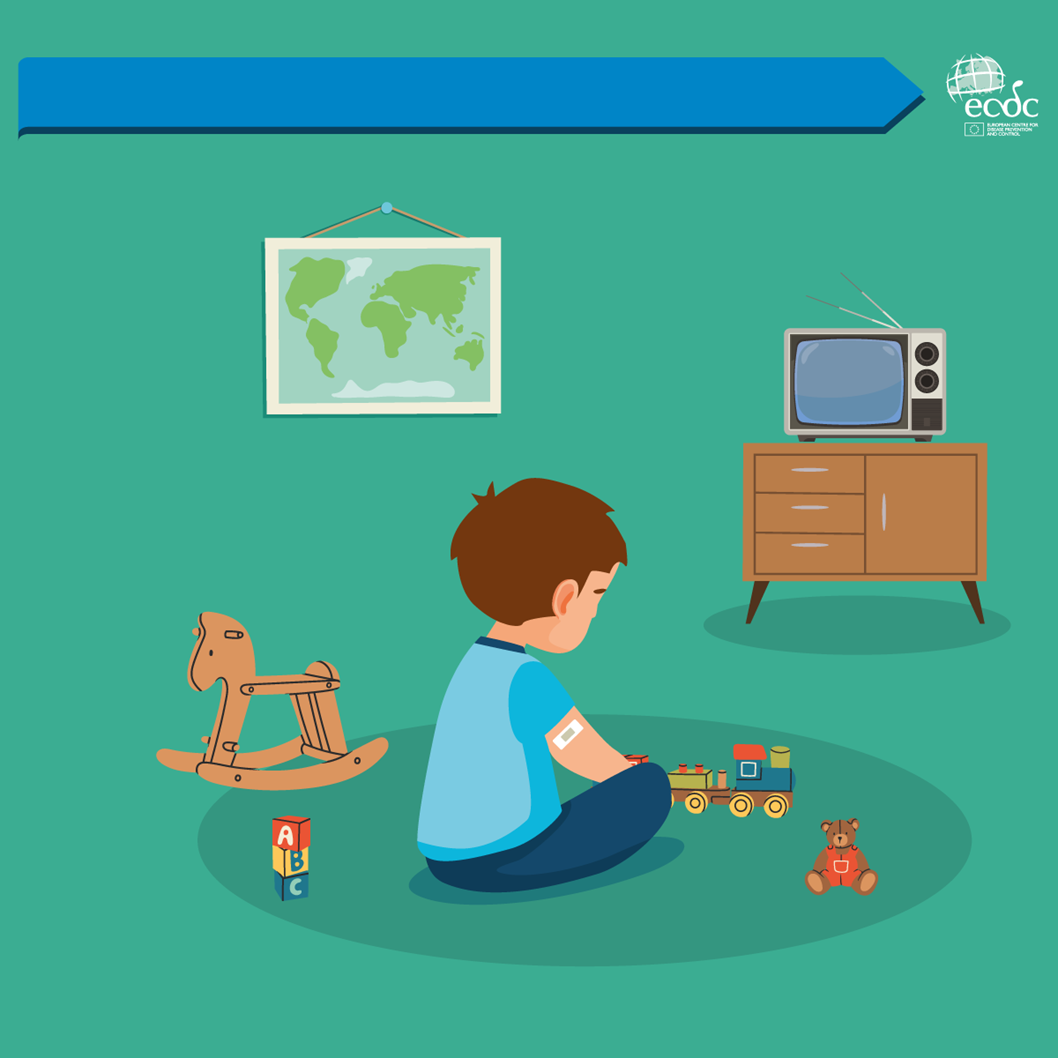 ecdc
EUROPEAN CENTRE FOR
DISEASE PREVENTION
AND CONTROL
A
B
C